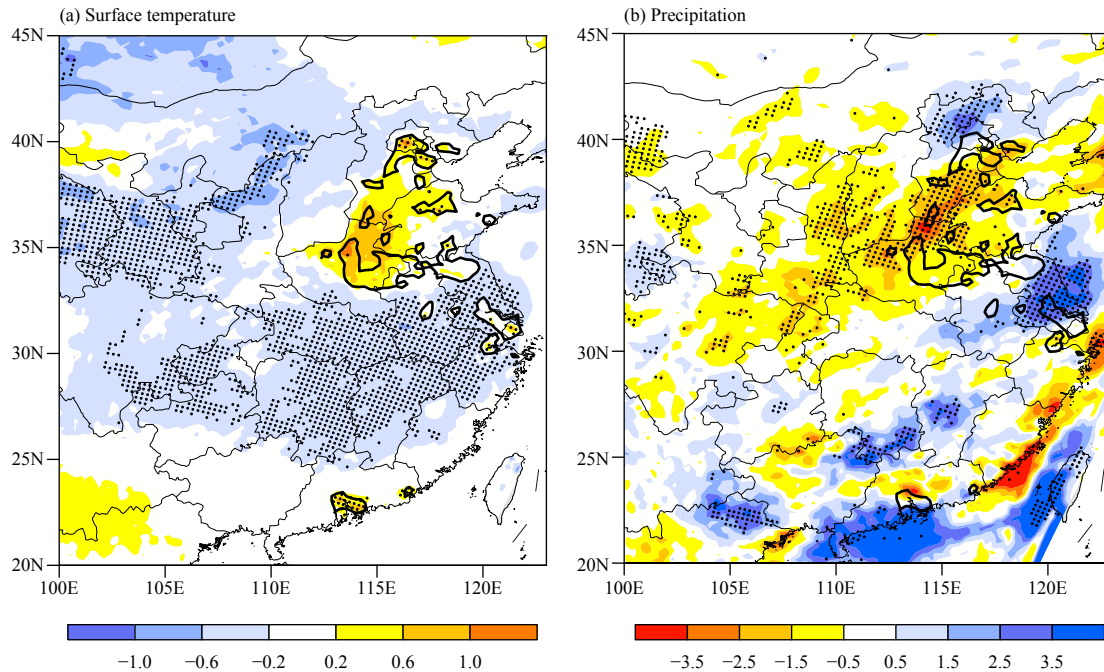 (a) Surface temperature
(b) Precipitation
45N
40N
35N
30N
25N
20N
100E 105E 110E 115E 120E
−1.0 −0.6 −0.2 0.2 0.6 1.0
45N
40N
35N
30N
25N
20N
100E 105E 110E 115E 120E
−3.5 −2.5 −1.5 −0.5 0.5 1.5 2.5 3.5